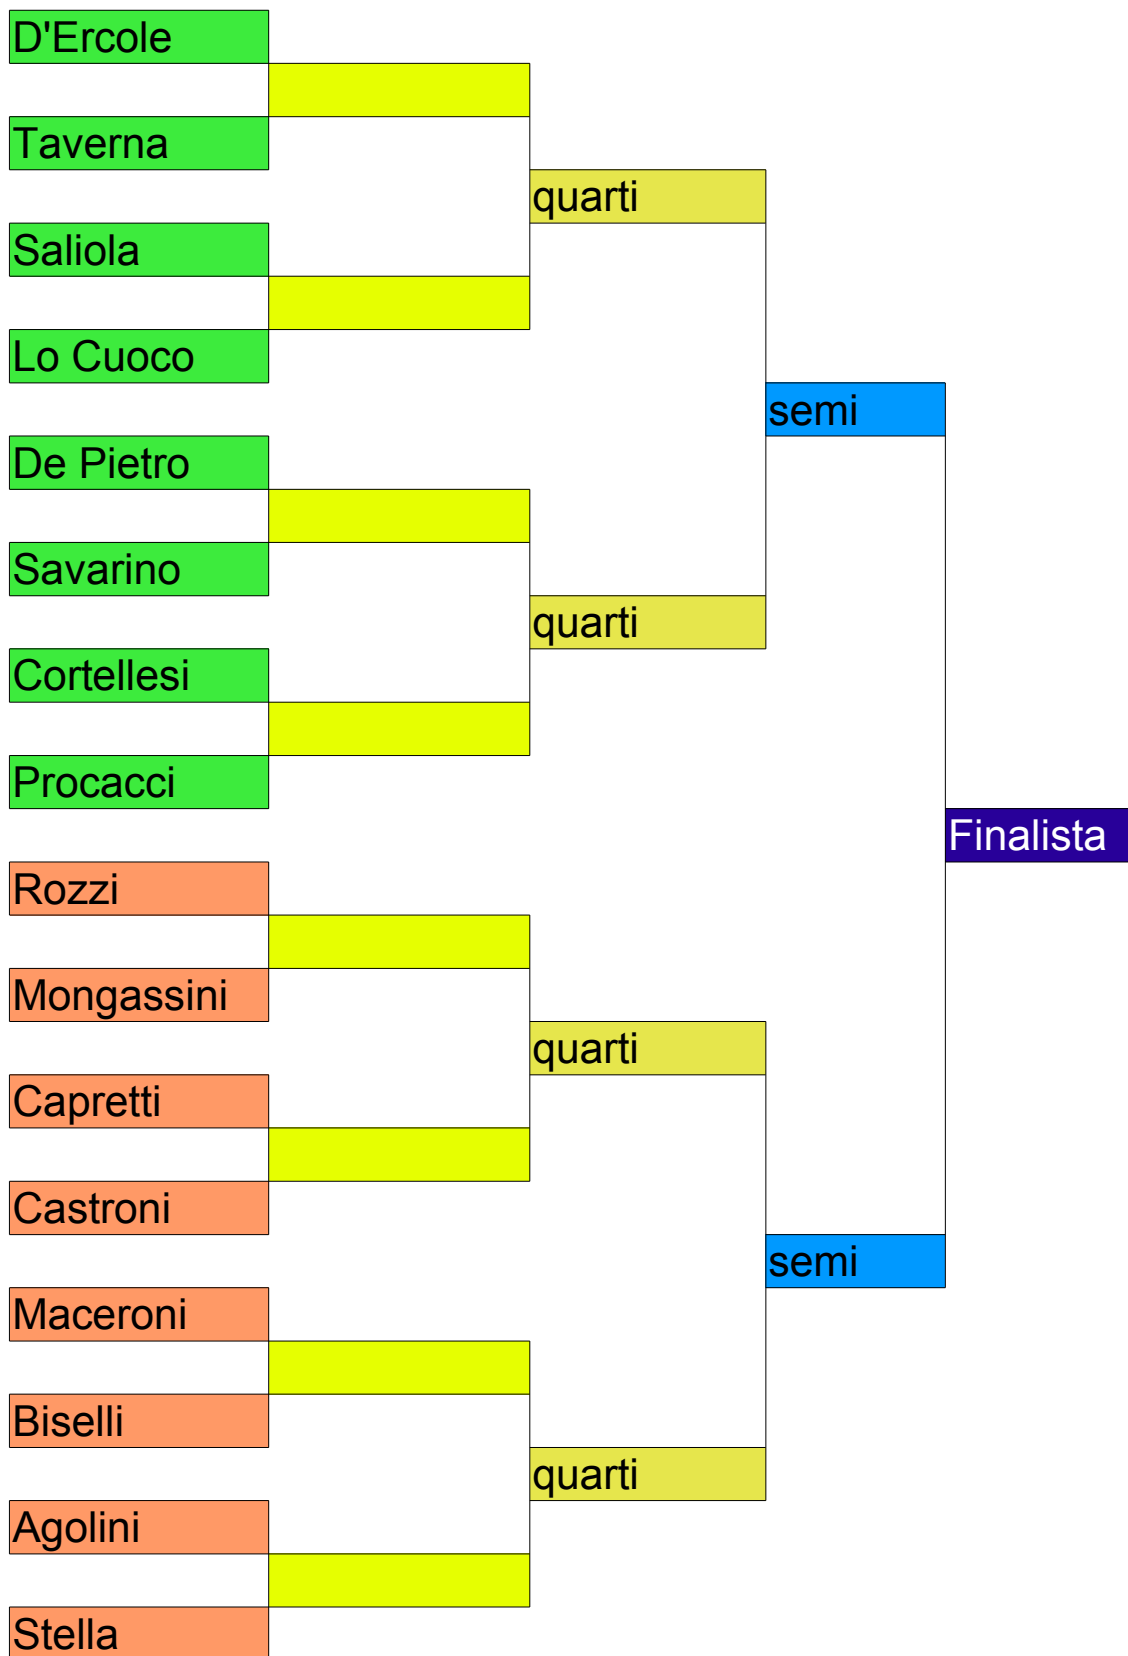 D'Ercole
Taverna
quarti
Saliola
Lo Cuoco
semi
De Pietro
Savarino
quarti
Cortellesi
Procacci
Finalista
Rozzi
Mongassini
quarti
Capretti
Castroni
semi
Maceroni
Biselli
quarti
Agolini
Stella